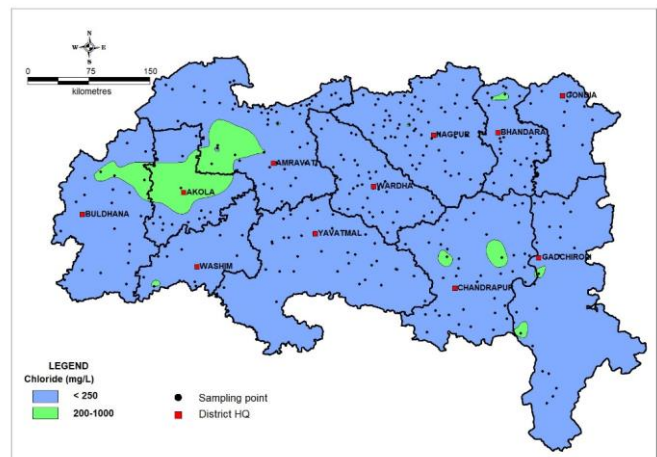 N
W E
S
0 75 150
kilometres
GONDIA
NAGPUR
BHANDARA
AMRAVATI
WARDHA
AKOLA
BULDHANA
YAVATMAL
GADCHIROLI
WASHIM
CHANDRAPUR
LEGEND
Chloride (mg/L)
< 250
200-1000
Sampling point
District HQ